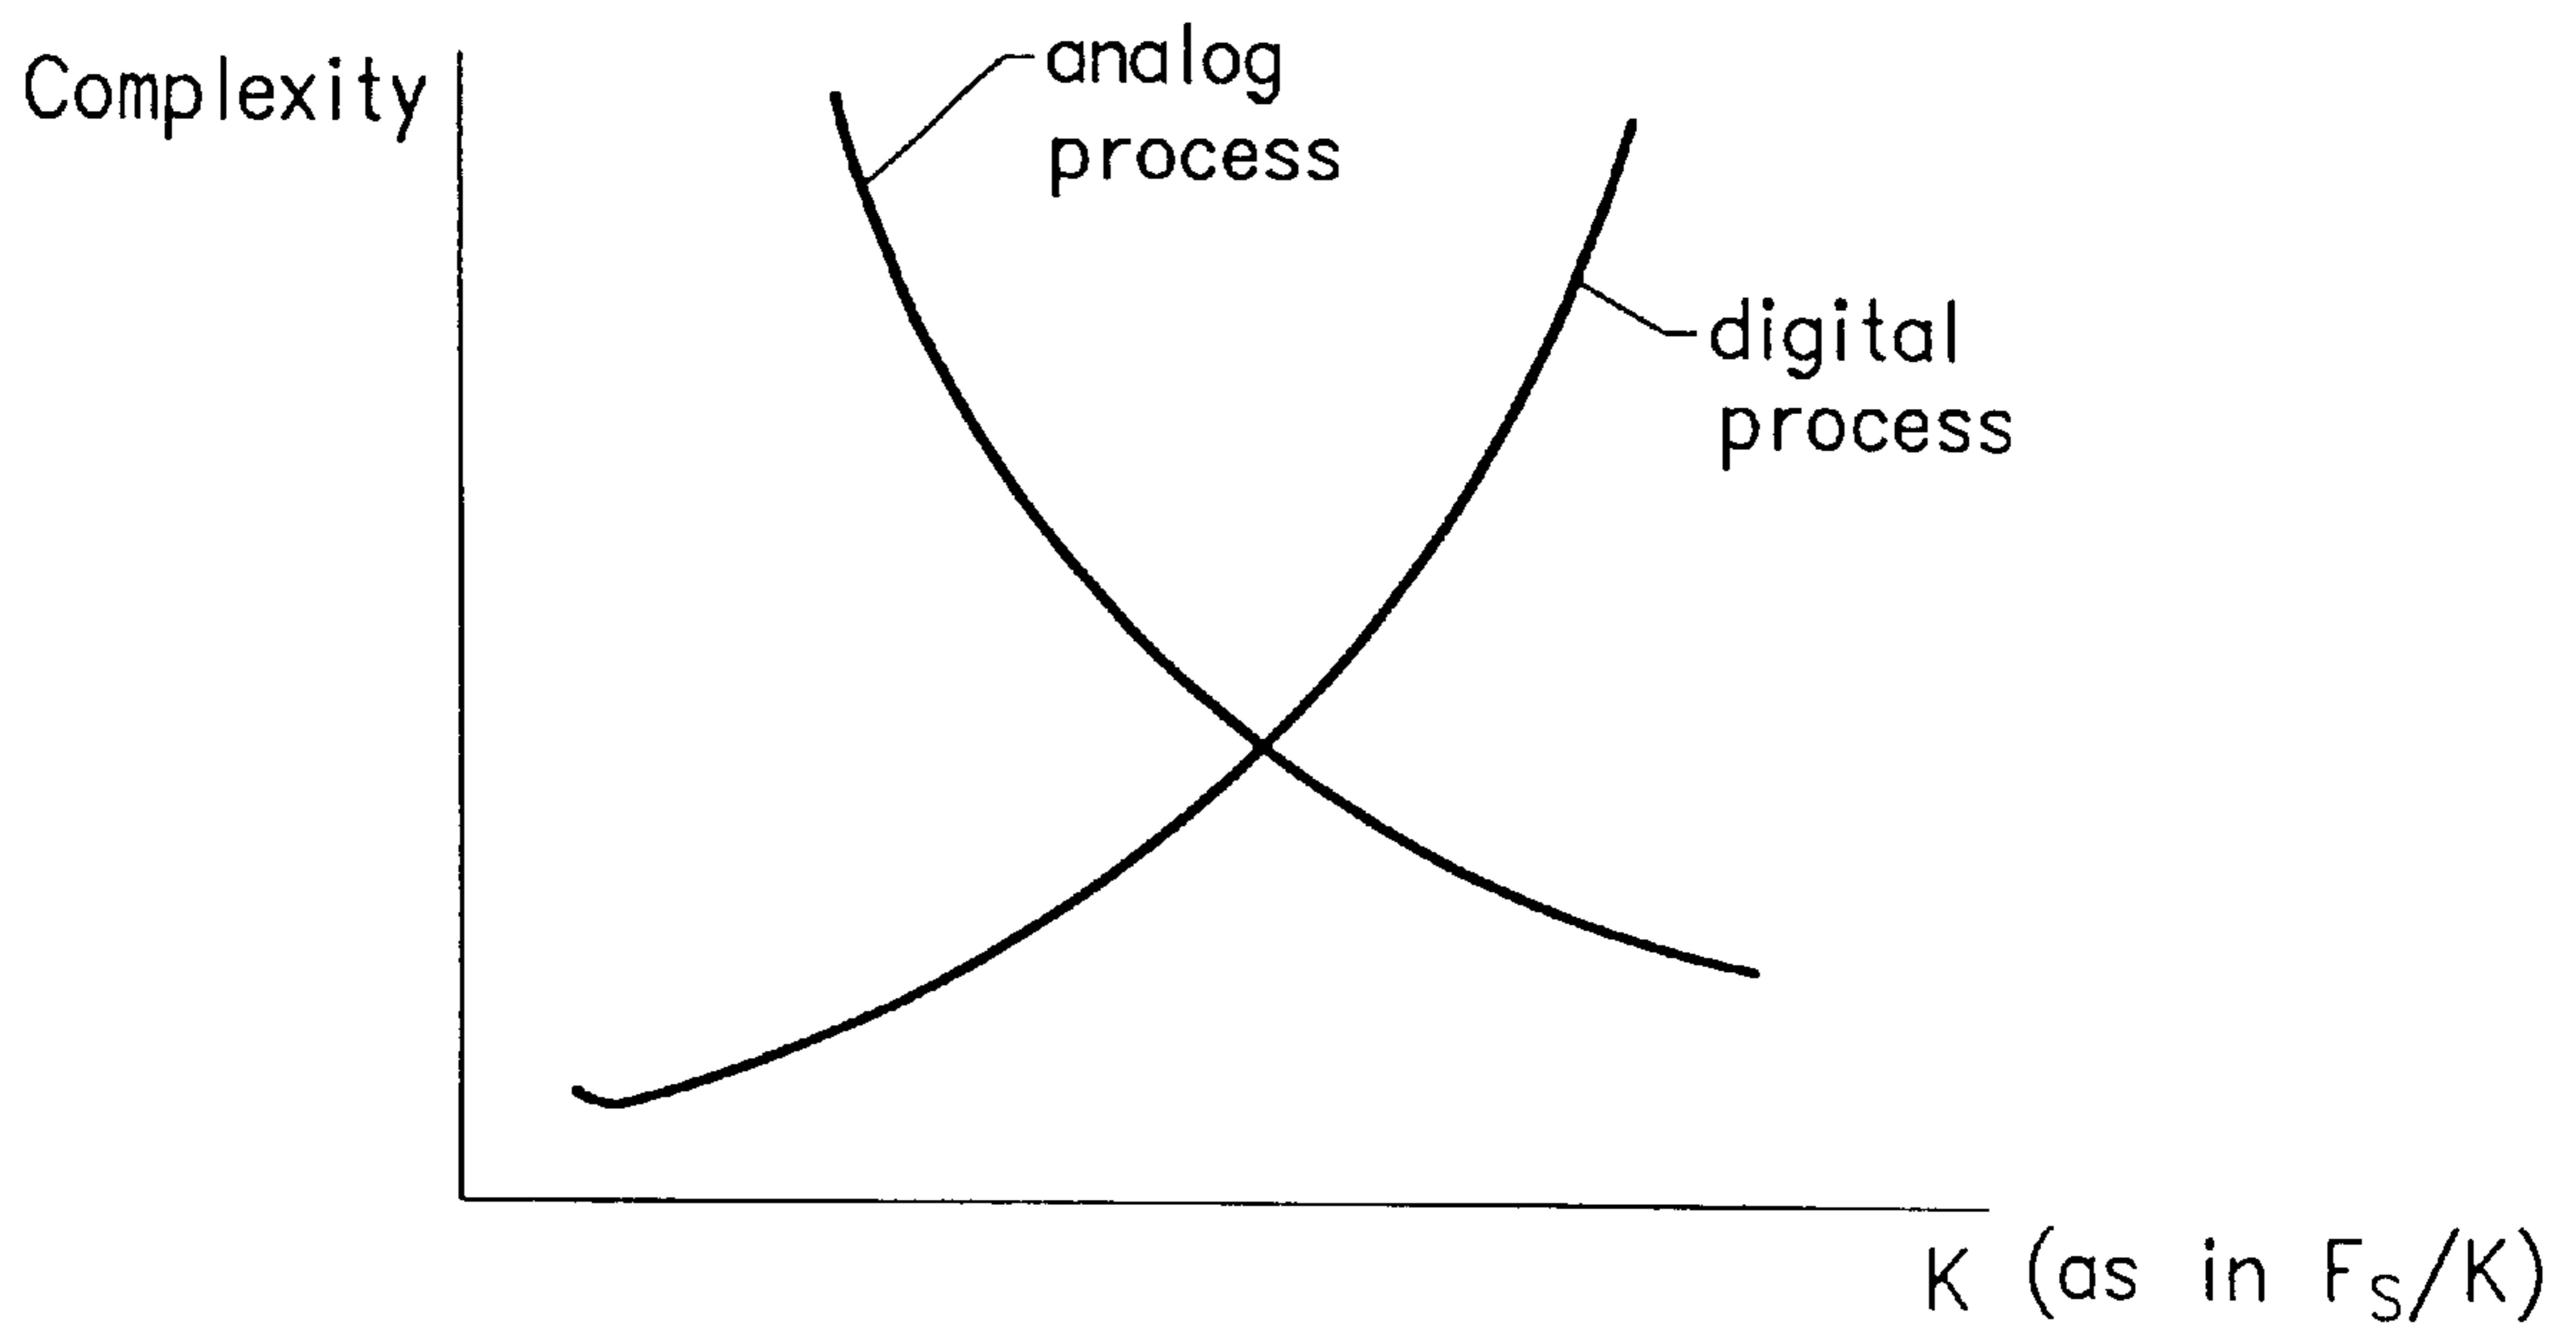 Complexity
analog
process
digital
process
K (as in F_S/K)